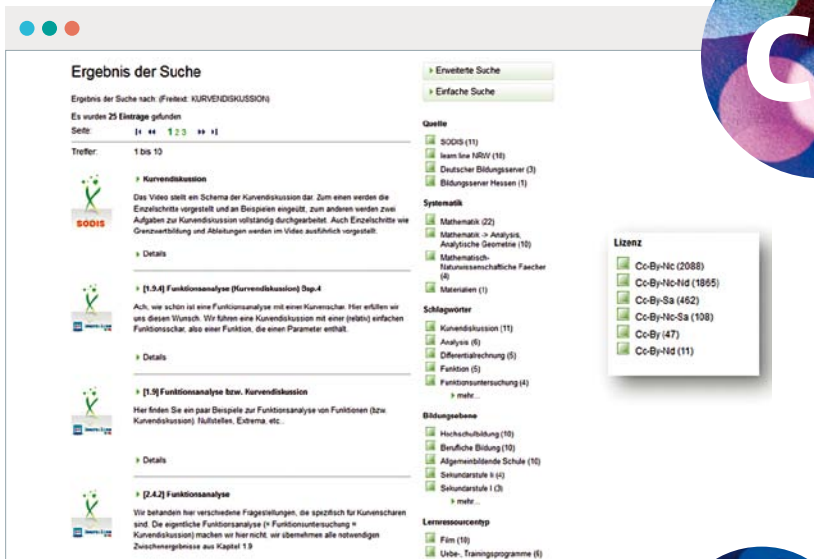 C
Ergebnis der Suche
Ergebnis der Suche nach: (Freitext: KURVENDISKUSSION)
Es wurden 25 Einträge gefunden
Seite: 1 2 3
Treffer: 1 bis 10
SODIS
Kurvendiskussion
Das Video stellt ein Schema der Kurvendiskussion dar. Zum einen werden die
Einzelschritte vorgestellt und an Beispielen eingeübt, zum anderen werden zwei
Aufgaben zur Kurvendiskussion vollständig durchgearbeitet. Auch Einzelschritte wie
Grenzwertbildung und Ableitungen werden im Video ausführlich vorgestellt.
Details
[1.9.4] Funktionsanalyse (Kurvendiskussion) Bsp.4
Ach, wie schön ist eine Funktionsanalyse mit einer Kurvenschar. Hier erfüllen wir
uns diesen Wunsch. Wir führen eine Kurvendiskussion mit einer (relativ) einfachen
Funktionsschar, also einer Funktion, die einen Parameter enthält.
Details
[1.9] Funktionsanalyse bzw. Kurvendiskussion
Hier finden Sie ein paar Beispiele zur Funktionsanalyse von Funktionen (bzw.
Kurvendiskussion). Nullstellen, Extrema, etc..
Details
[2.4.2] Funktionsanalyse
Wir behandeln hier verschiedene Fragestellungen, die spezifisch für Kurvenscharen
sind. Die eigentliche Funktionsanalyse (= Funktionsuntersuchung =
Kurvendiskussion) machen wir hier nicht, wir übernehmen alle notwendigen
Zwischenergebnisse aus Kapitel 1.9
Erweiterte Suche
Einfache Suche
Quelle
SODIS (11)
learn:line NRW (10)
Deutscher Bildungsserver (3)
Bildungsserver Hessen (1)
Systematik
Mathematik (22)
Mathematik -> Analysis,
Analytische Geometrie (10)
Mathematisch-
Naturwissenschaftliche Faecher
(4)
Materialien (1)
Schlagwörter
Kurvendiskussion (11)
Analysis (6)
Differentialrechnung (5)
Funktion (5)
Funktionsuntersuchung (4)
mehr...
Bildungsebene
Hochschulbildung (10)
Berufliche Bildung (10)
Allgemeinbildende Schule (10)
Sekundarstufe II (4)
Sekundarstufe I (3)
mehr...
Lernressourcentyp
Film (10)
Uebe-, Trainingsprogramme (6)
Lizenz
Cc-By-Nc (2088)
Cc-By-Nc-Nd (1865)
Cc-By-Sa (462)
Cc-By-Nc-Sa (108)
Cc-By (47)
Cc-By-Nd (11)